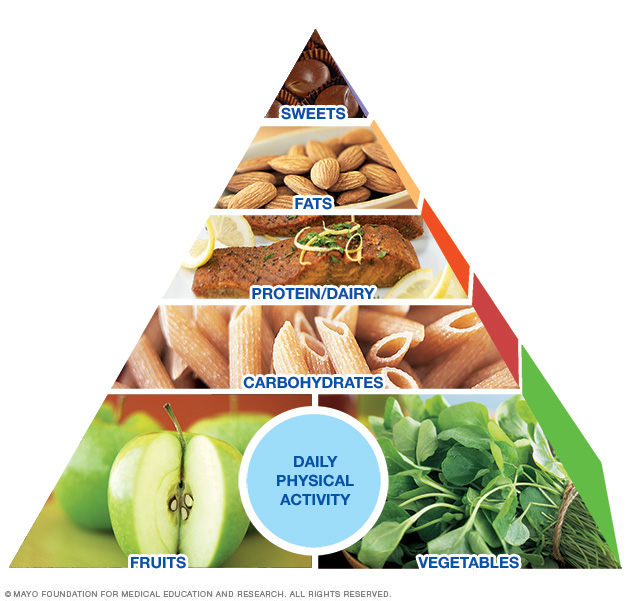 SWEETS
FATS
PROTEIN/DAIRY
CARBOHYDRATES
DAILY
PHYSICAL
ACTIVITY
FRUITS
VEGETABLES
© MAYO FOUNDATION FOR MEDICAL EDUCATION AND RESEARCH. ALL RIGHTS RESERVED.